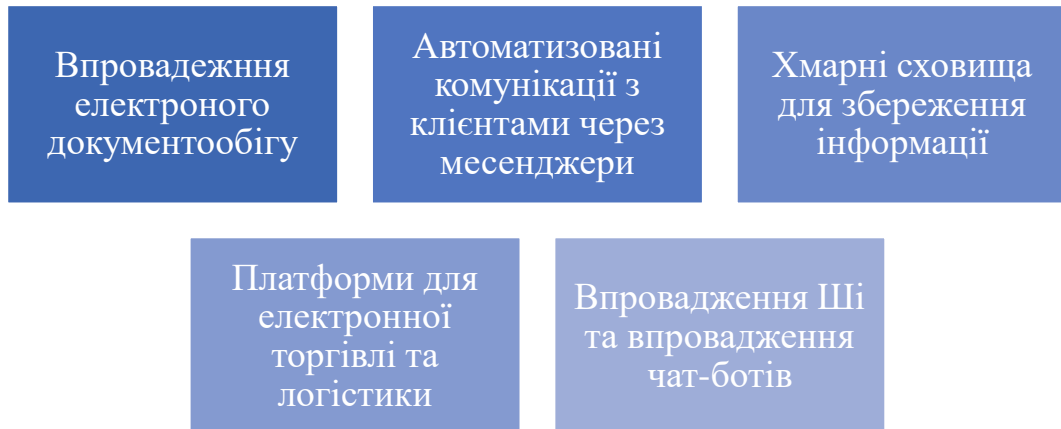 Впровадежння
електроного
документообігу
Автоматизовані
комунікації з
клієнтами через
месенджери
Хмарні сховища
для збереження
інформації
Платформи для
електронної
торгівлі та
логістики
Впровадження Ші
та впровадження
чат-ботів